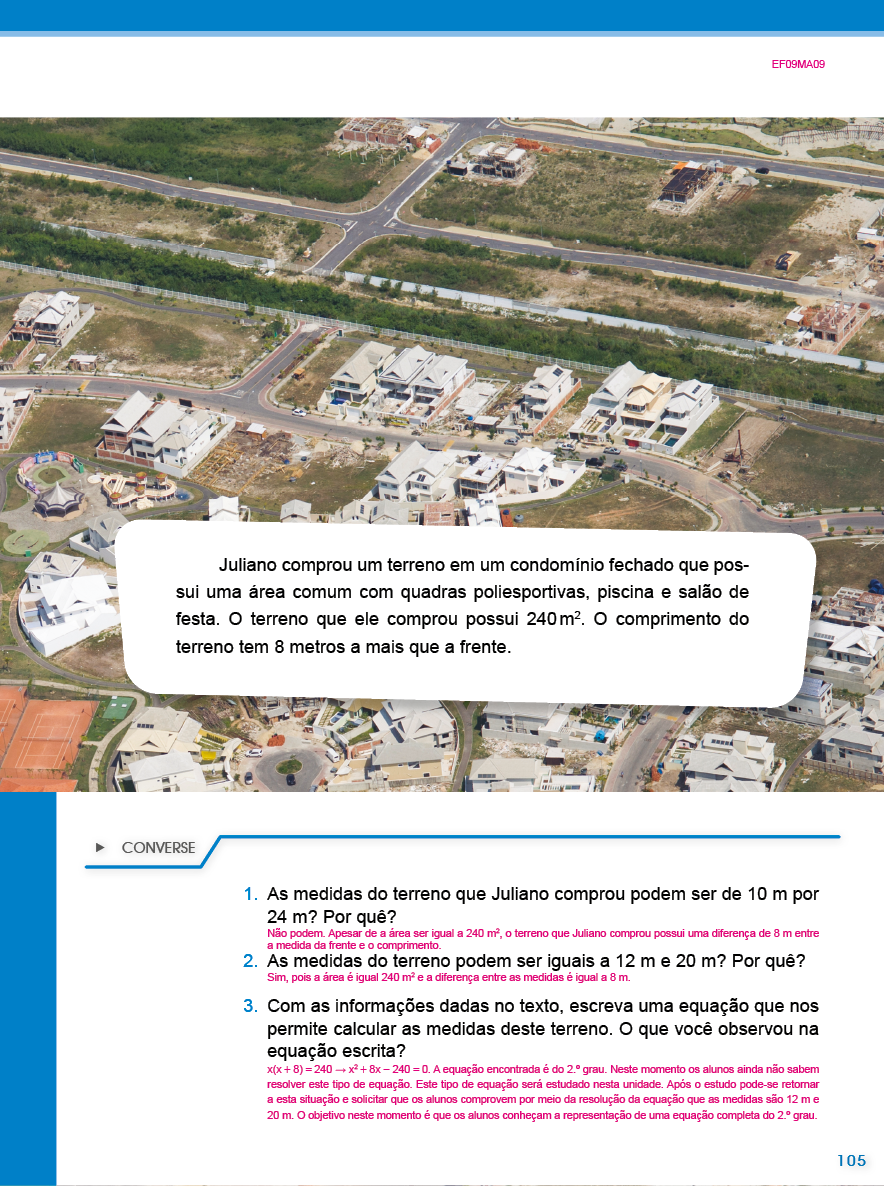 EF09MA09
Juliano comprou um terreno em um condomínio fechado que pos-
sui uma área comum com quadras poliesportivas, piscina e salão de
festa. O terreno que ele comprou possui 240 m². O comprimento do
terreno tem 8 metros a mais que a frente.
► CONVERSE
1. As medidas do terreno que Juliano comprou podem ser de 10 m por
24 m? Por quê?
Não podem. Apesar de a área ser igual a 240 m², o terreno que Juliano comprou possui uma diferença de 8 m entre
a medida da frente e o comprimento.
2. As medidas do terreno podem ser iguais a 12 m e 20 m? Por quê?
Sim, pois a área é igual 240 m² e a diferença entre as medidas é igual a 8 m.
3. Com as informações dadas no texto, escreva uma equação que nos
permite calcular as medidas deste terreno. O que você observou na
equação escrita?
x(x + 8) = 240 → x² + 8x – 240 = 0. A equação encontrada é do 2.º grau. Neste momento os alunos ainda não sabem
resolver este tipo de equação. Este tipo de equação será estudado nesta unidade. Após o estudo pode-se retornar
a esta situação e solicitar que os alunos comprovem por meio da resolução da equação que as medidas são 12 m e
20 m. O objetivo neste momento é que os alunos conheçam a representação de uma equação completa do 2.º grau.
105